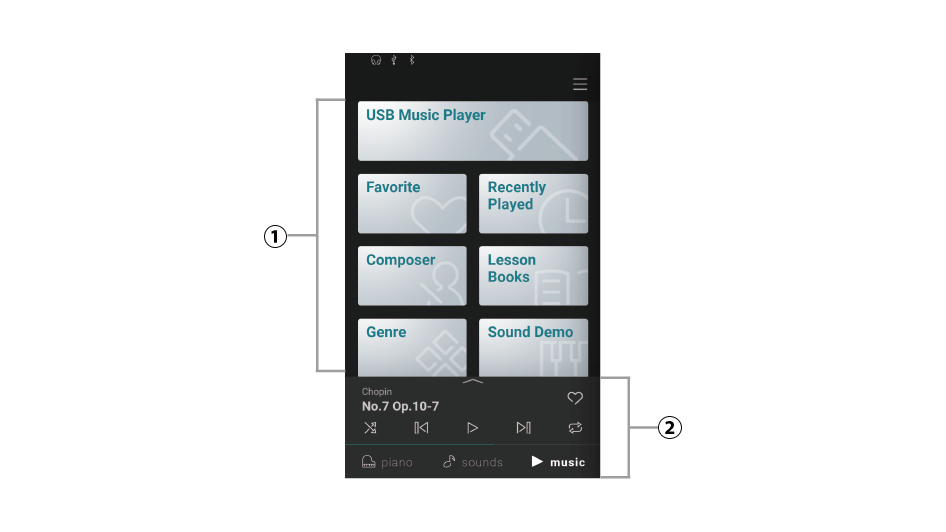 USB Music Player
Favorite
Recently
Played
①
Composer
Lesson
Books
Genre
Sound Demo
Chopin
No.7 Op.10-7
②
piano
sounds
music